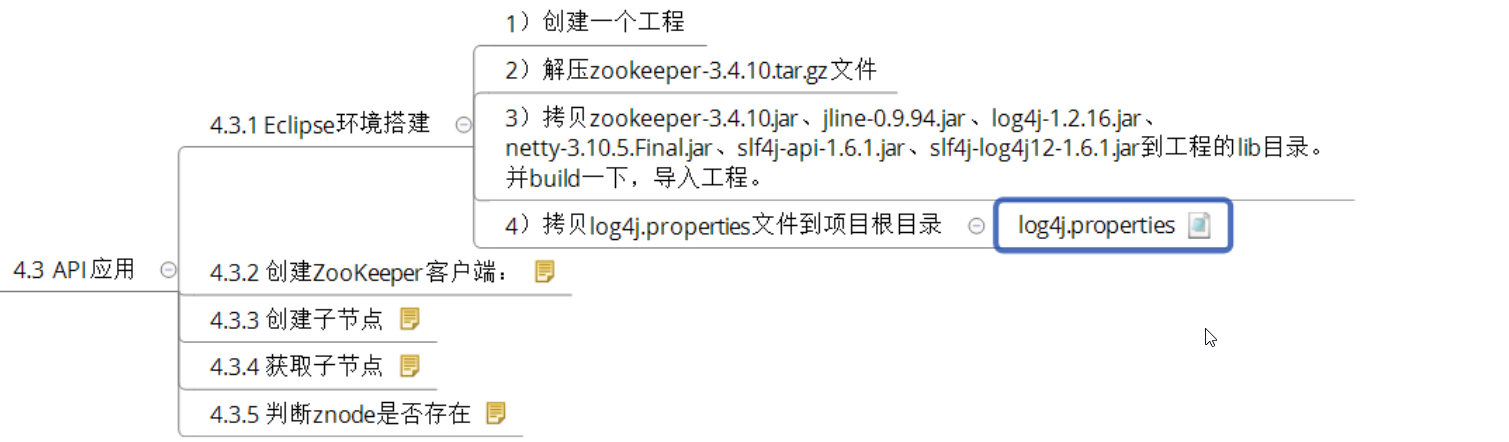 1）创建一个工程
2）解压zookeeper-3.4.10.tar.gz文件
4.3.1 Eclipse环境搭建
3）拷贝zookeeper-3.4.10.jar、jline-0.9.94.jar、log4j-1.2.16.jar、
netty-3.10.5.Final.jar、slf4j-api-1.6.1.jar、slf4j-log4j12-1.6.1.jar到工程的lib目录。
并build一下，导入工程。
4）拷贝log4j.properties文件到项目根目录
log4j.properties
4.3 API应用
4.3.2 创建ZooKeeper客户端：
4.3.3 创建子节点
4.3.4 获取子节点
4.3.5 判断znode是否存在